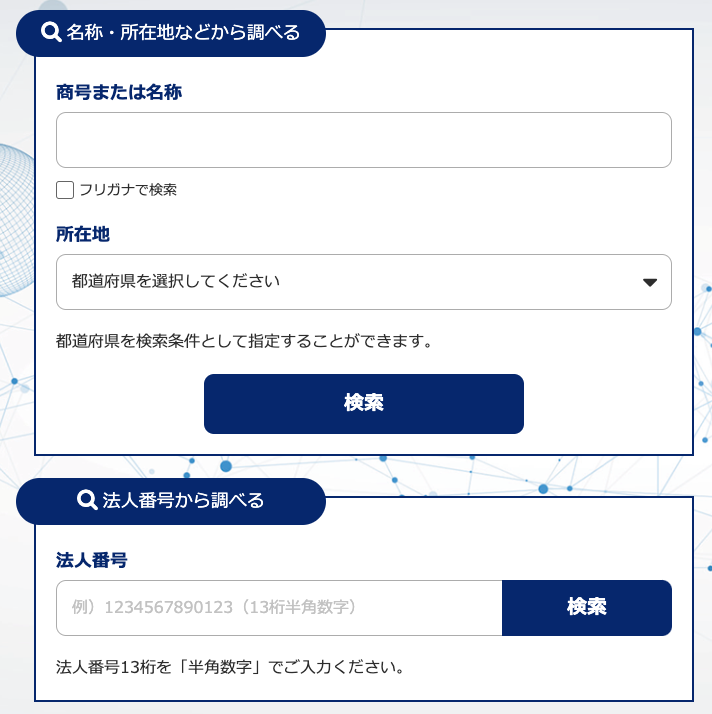 名称・所在地などから調べる
商号または名称
フリガナで検索
所在地
都道府県を選択してください
都道府県を検索条件として指定することができます。
検索
法人番号から調べる
法人番号
例）1234567890123（13桁半角数字）
検索
法人番号13桁を「半角数字」でご入力ください。